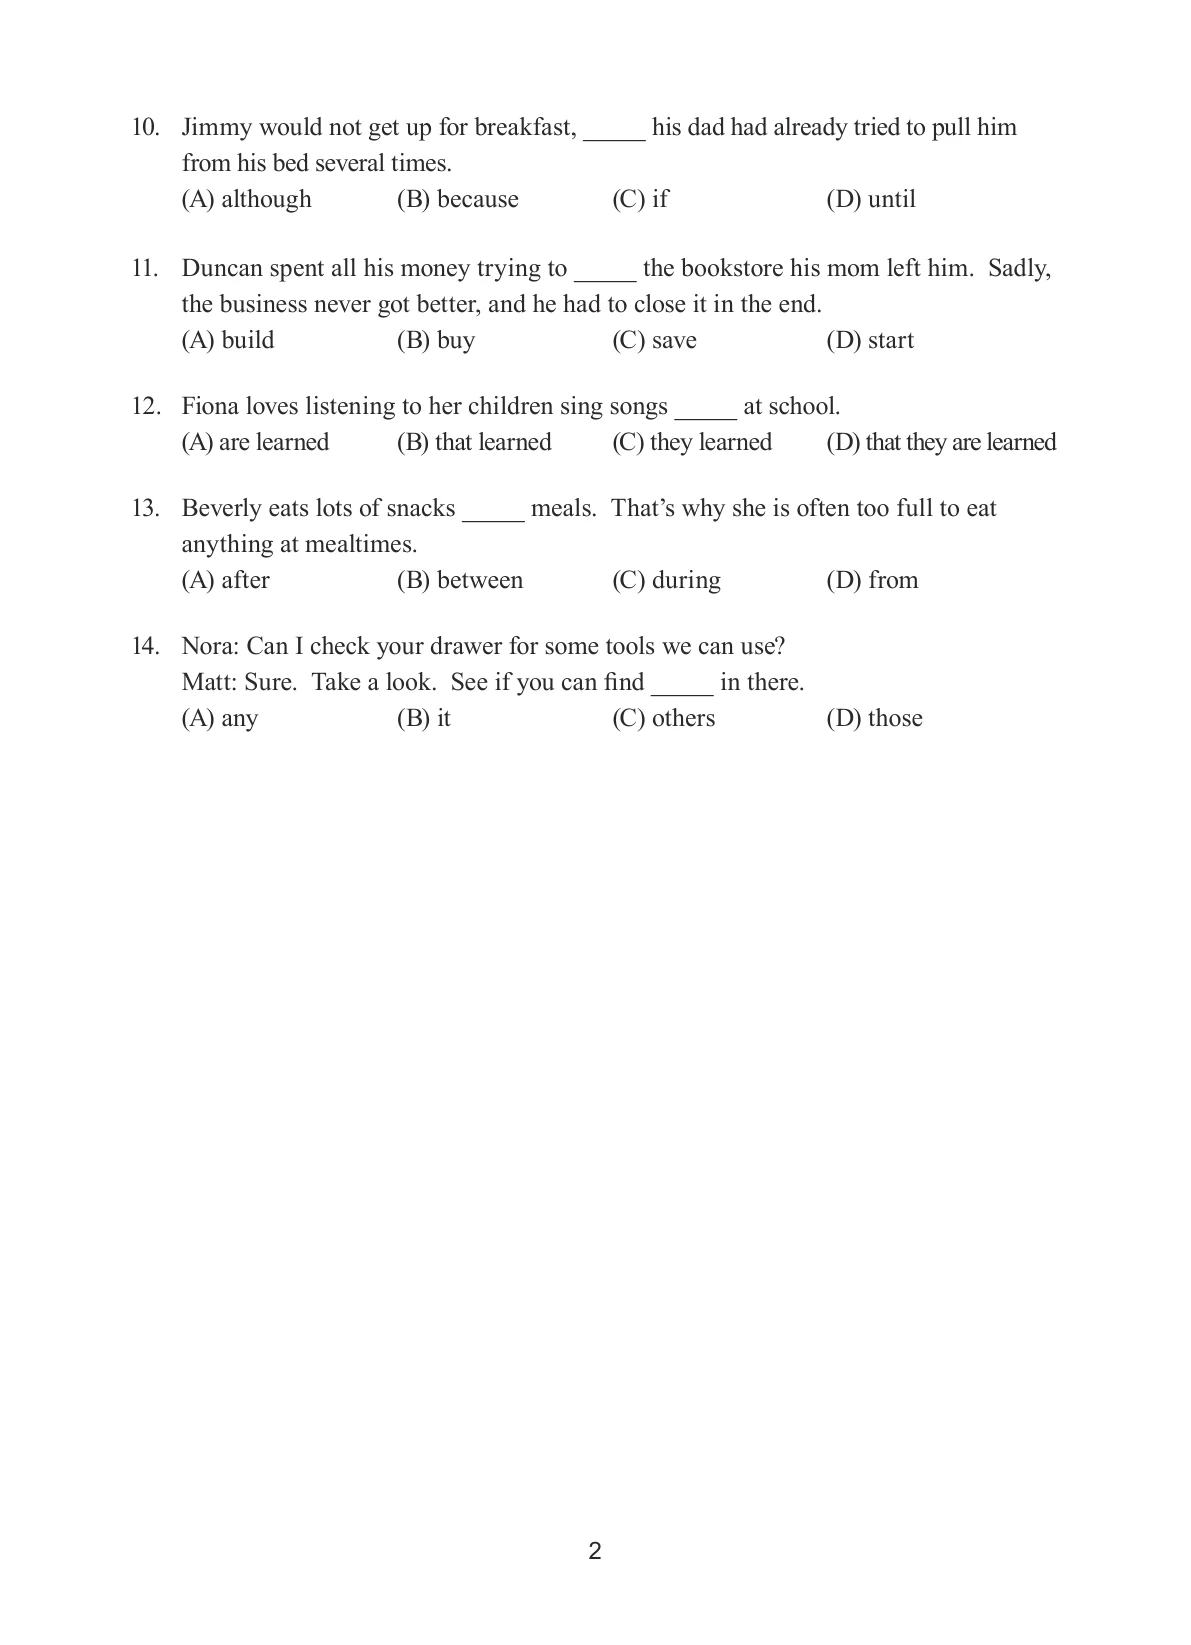 10. Jimmy would not get up for breakfast, _____ his dad had already tried to pull him
from his bed several times.
(A) although (B) because (C) if (D) until
11. Duncan spent all his money trying to _____ the bookstore his mom left him. Sadly,
the business never got better, and he had to close it in the end.
(A) build (B) buy (C) save (D) start
12. Fiona loves listening to her children sing songs _____ at school.
(A) are learned (B) that learned (C) they learned (D) that they are learned
13. Beverly eats lots of snacks _____ meals. That’s why she is often too full to eat
anything at mealtimes.
(A) after (B) between (C) during (D) from
14. Nora: Can I check your drawer for some tools we can use?
Matt: Sure. Take a look. See if you can find _____ in there.
(A) any (B) it (C) others (D) those
2